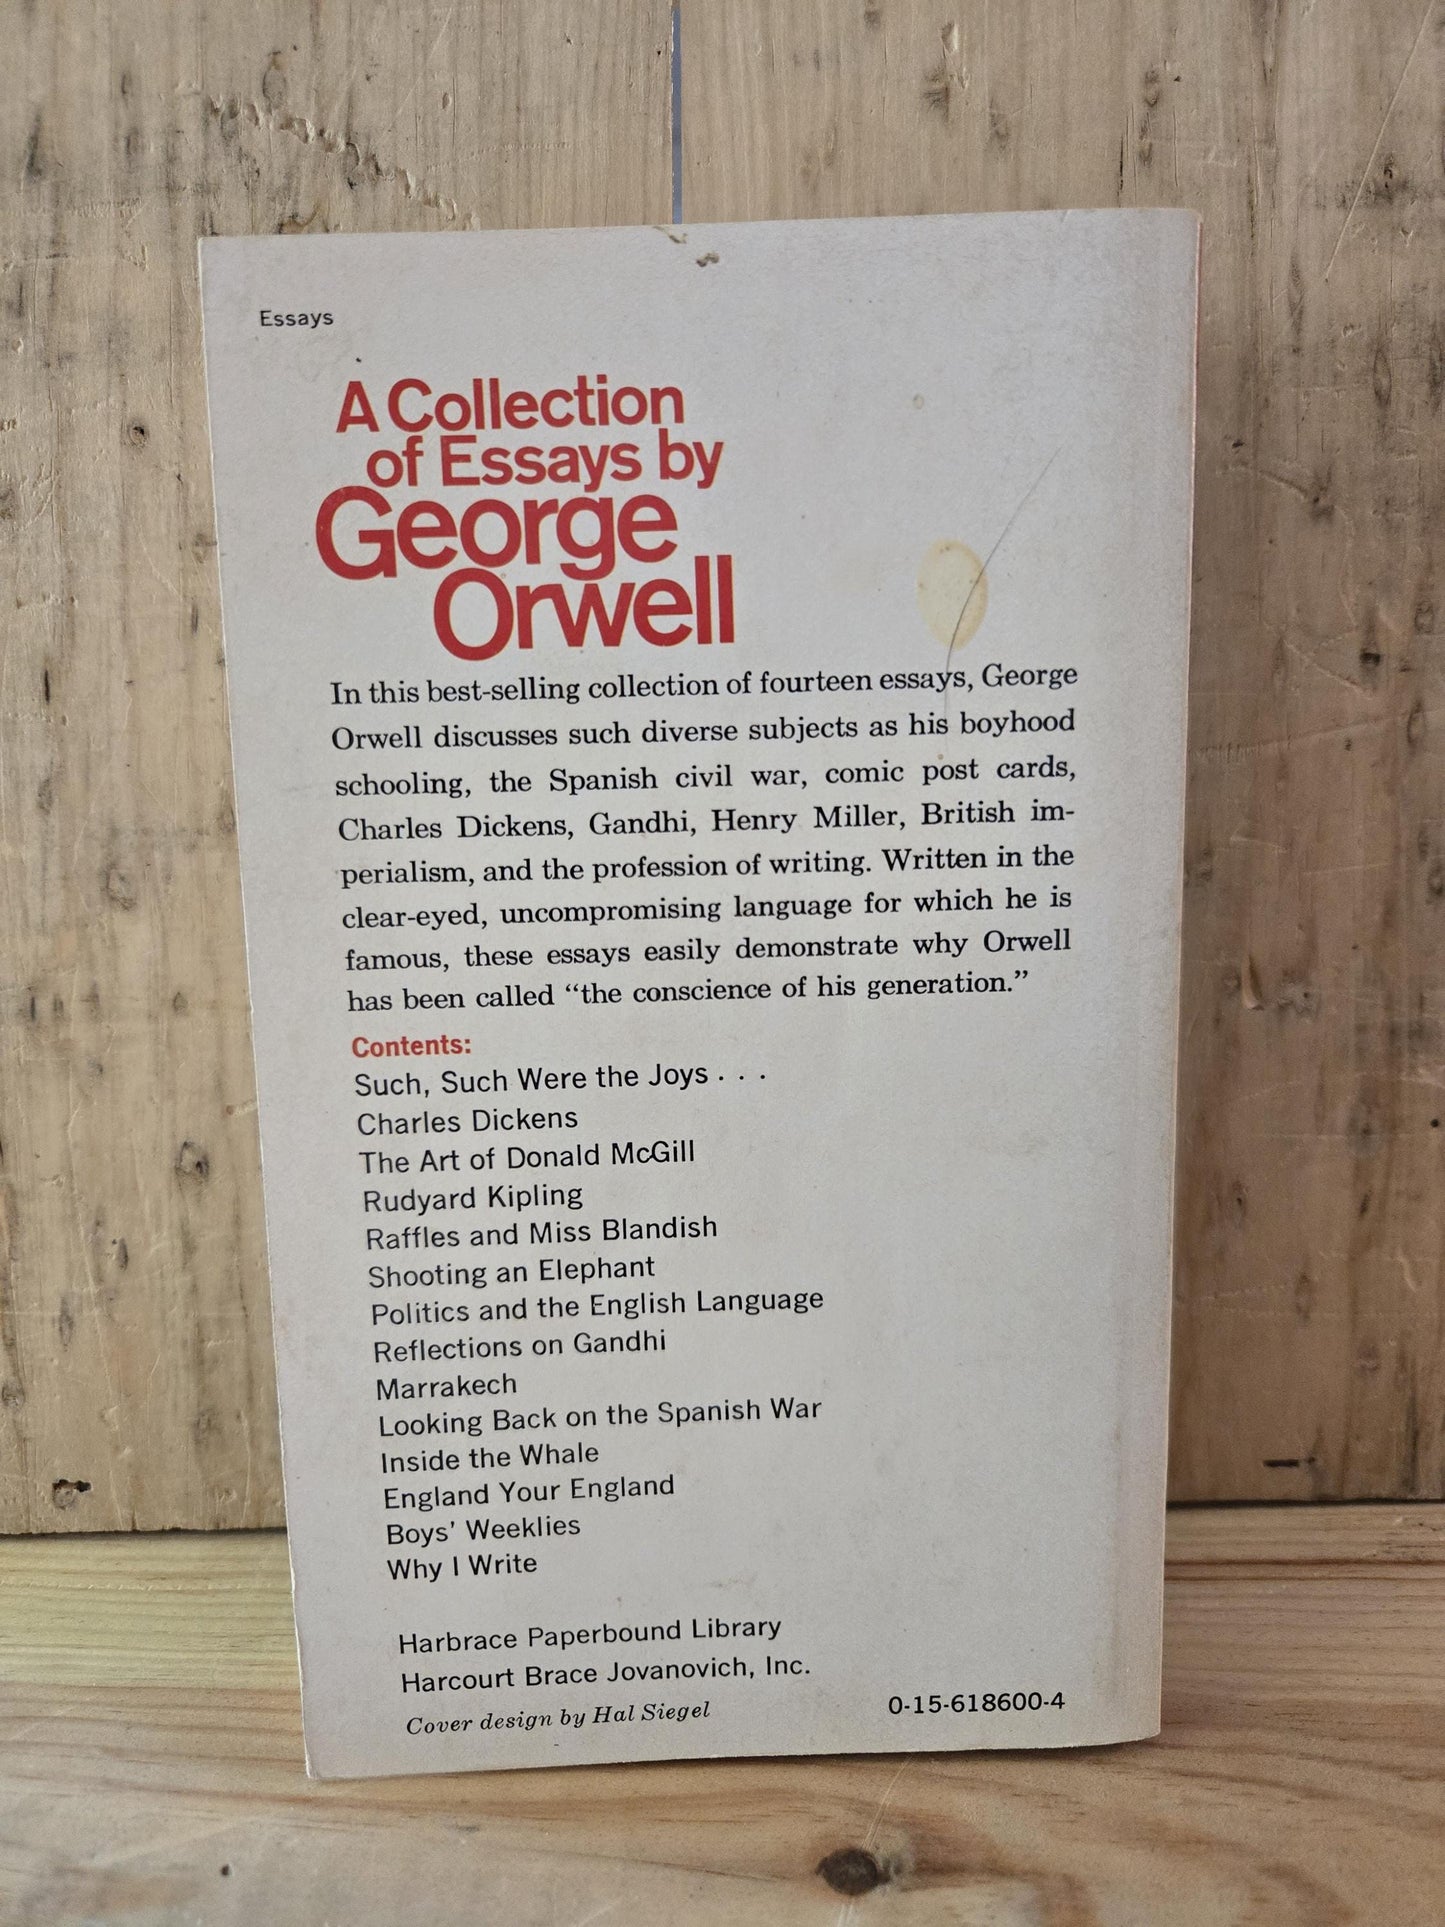 Essays
A Collection
of Essays by
George
Orwell
In this best-selling collection of fourteen essays, George
Orwell discusses such diverse subjects as his boyhood
schooling, the Spanish civil war, comic post cards,
Charles Dickens, Gandhi, Henry Miller, British im-
perialism, and the profession of writing. Written in the
clear-eyed, uncompromising language for which he is
famous, these essays easily demonstrate why Orwell
has been called “the conscience of his generation.”
Contents:
Such, Such Were the Joys . . .
Charles Dickens
The Art of Donald McGill
Rudyard Kipling
Raffles and Miss Blandish
Shooting an Elephant
Politics and the English Language
Reflections on Gandhi
Marrakech
Looking Back on the Spanish War
Inside the Whale
England Your England
Boys’ Weeklies
Why I Write
Harbrace Paperbound Library
Harcourt Brace Jovanovich, Inc.
Cover design by Hal Siegel
0-15-618600-4